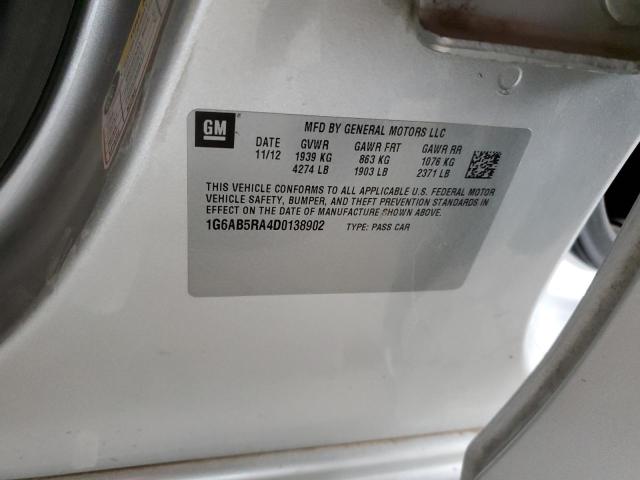 GM
MFD BY GENERAL MOTORS LLC
DATE GVWR GAWR FRT GAWR RR
11/12 1939 KG 863 KG 1076 KG
4274 LB 1903 LB 2371 LB
THIS VEHICLE CONFORMS TO ALL APPLICABLE U.S. FEDERAL MOTOR
VEHICLE SAFETY, BUMPER, AND THEFT PREVENTION STANDARDS IN
EFFECT ON THE DATE OF MANUFACTURE SHOWN ABOVE.
1G6AB5RA4D0138902 TYPE: PASS CAR